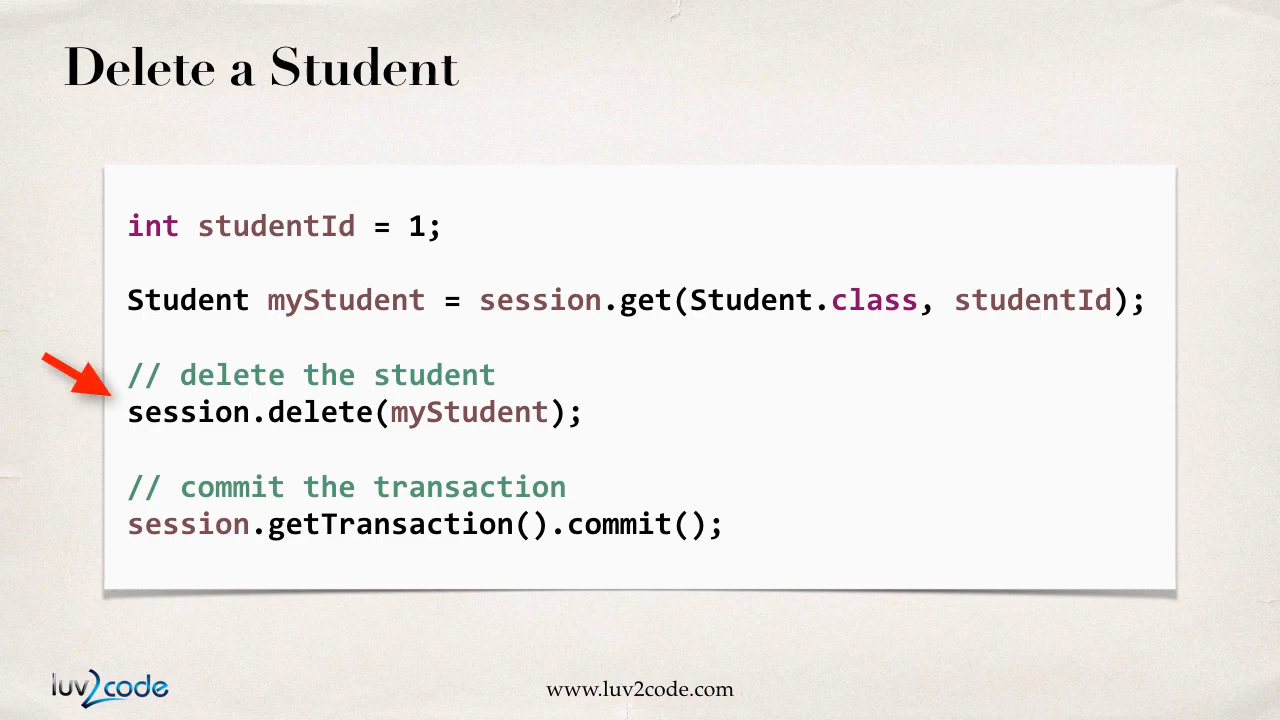 Delete a Student
int studentId = 1;
Student myStudent = session.get(Student.class, studentId);
// delete the student
session.delete(myStudent);
// commit the transaction
session.getTransaction().commit();
luv2code
www.luv2code.com